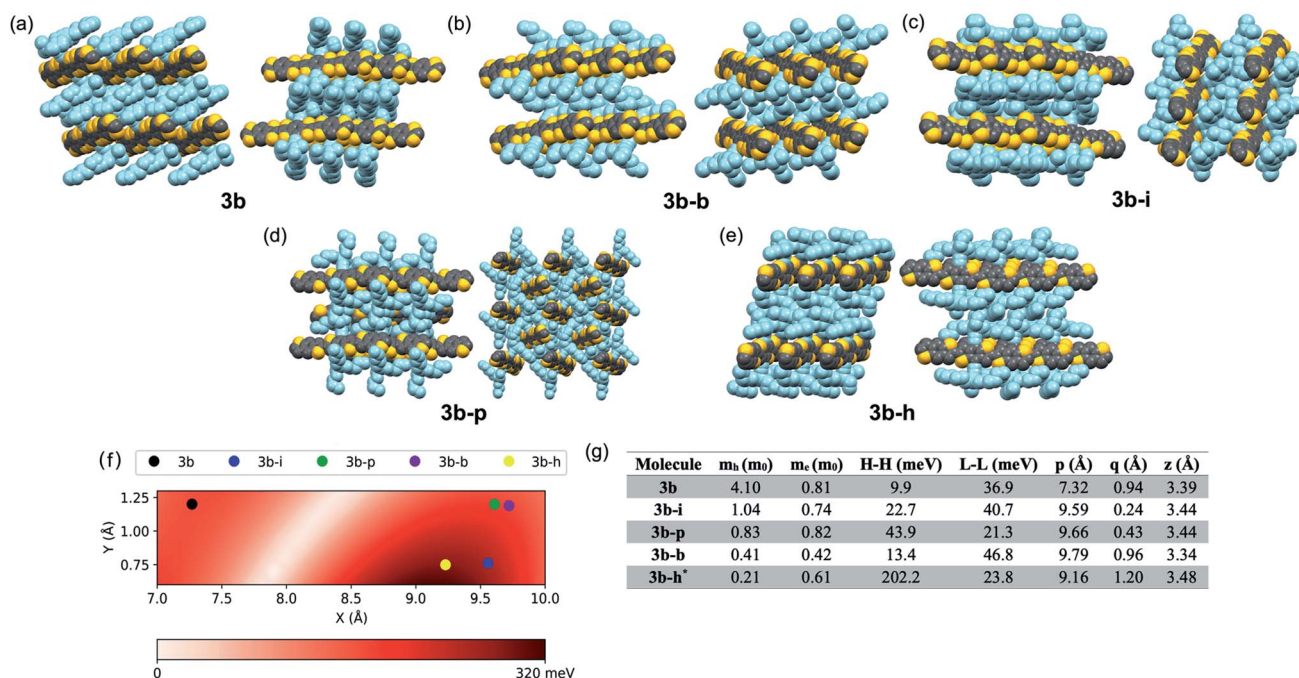 (a)
(b)
(c)
3b
3b-b
3b-i
(d)
(e)
3b-p
3b-h
(f)
3b 3b-i 3b-p 3b-b 3b-h
Y (Å)
1.25
1.00
0.75
7.0 7.5 8.0 8.5 9.0 9.5 10.0
X (Å)
0 320 meV
(g)
Molecule mh (m0) me (m0) H-H (meV) L-L (meV) p (Å) q (Å) z (Å)
3b 4.10 0.81 9.9 36.9 7.32 0.94 3.39
3b-i 1.04 0.74 22.7 40.7 9.59 0.24 3.44
3b-p 0.83 0.82 43.9 21.3 9.66 0.43 3.44
3b-b 0.41 0.42 13.4 46.8 9.79 0.96 3.34
3b-h* 0.21 0.61 202.2 23.8 9.16 1.20 3.48